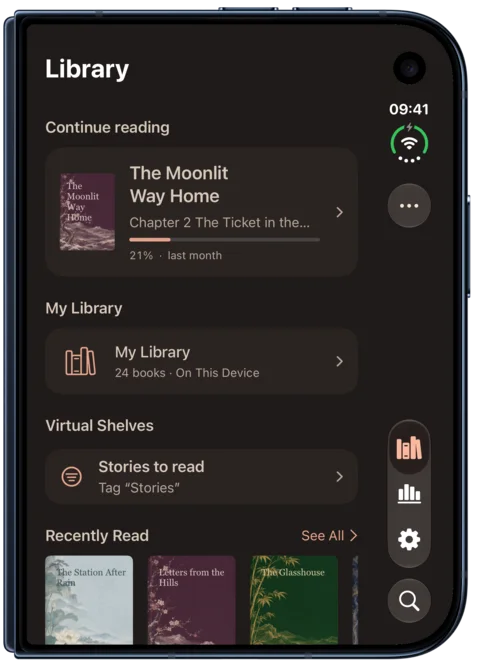 Library
09:41
Continue reading
The Moonlit
Way
Home
The Moonlit
Way Home
Chapter 2 The Ticket in the...
21% · last month
My Library
My Library
24 books · On This Device
Virtual Shelves
Stories to read
Tag “Stories”
Recently Read
See All
The Station After
Rain
Letters from the
Hills
The Glasshouse